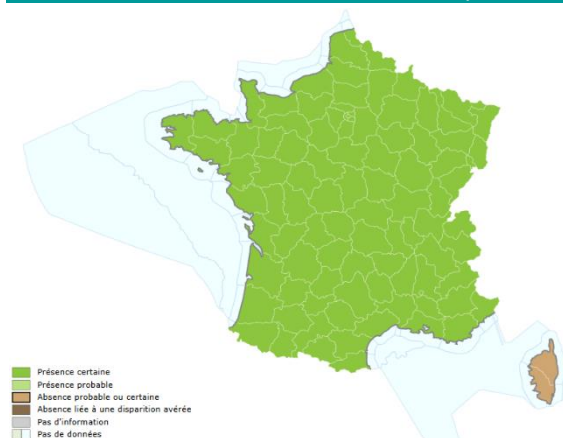 Présence certaine
Présence probable
Absence probable ou certaine
Absence liée à une disparition avérée
Pas d'information
Pas de données